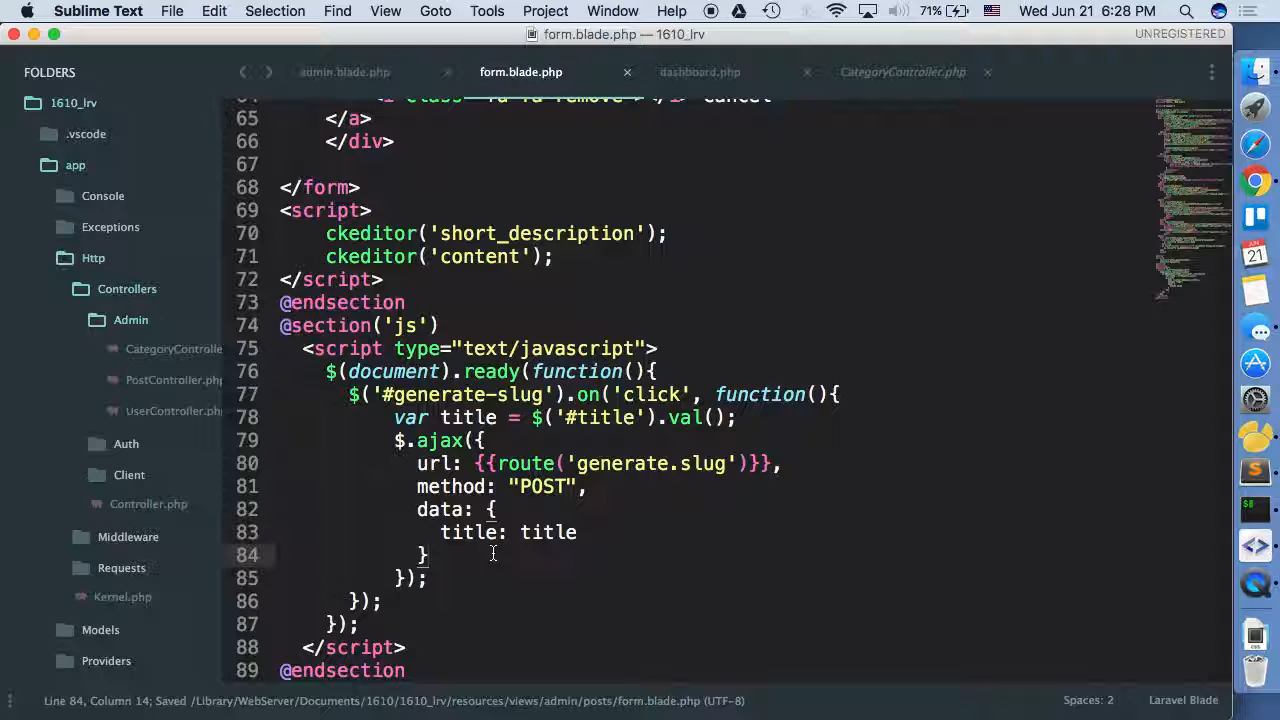 Sublime Text File Edit Selection Find View Goto Tools Project Window Help 71% Wed Jun 21 6:28 PM
form.blade.php — 1610_lrv UNREGISTERED
FOLDERS
1610_lrv
.vscode
app
Console
Exceptions
Http
Controllers
Admin
CategoryControlle
PostController.php
UserController.php
Auth
Client
Controller.php
Middleware
Requests
Kernel.php
Models
Providers
admin.blade.php form.blade.php dashboard.php CategoryController.php
65 </a>
66 </div>
67
68 </form>
69 <script>
70 ckeditor('short_description');
71 ckeditor('content');
72 </script>
73 @endsection
74 @section('js')
75 <script type="text/javascript">
76 $(document).ready(function(){
77 $('#generate-slug').on('click', function(){
78 var title = $('#title').val();
79 $.ajax({
80 url: {{route('generate.slug')}},
81 method: "POST",
82 data: {
83 title: title
84 }
85 });
86 });
87 });
88 </script>
89 @endsection
Line 84, Column 14; Saved /Library/WebServer/Documents/1610/1610_lrv/resources/views/admin/posts/form.blade.php (UTF-8) Spaces: 2 Laravel Blade